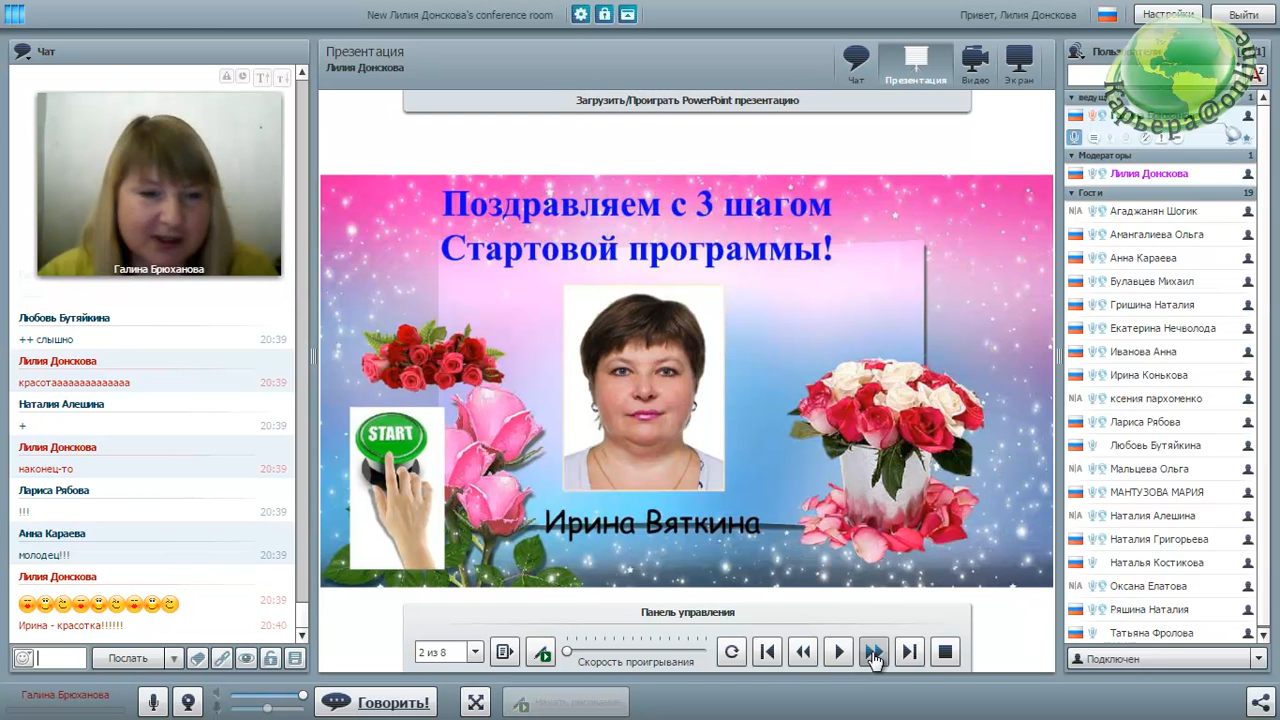 New Лилия Донскова's conference room
Привет, Лилия Донскова
Настройки
Выйти
Чат
Галина Брюханова
Любовь Бутяйкина
++ слышно 20:39
Лилия Донскова
красотааааааааааааа 20:39
Наталия Алешина
+ 20:39
Лилия Донскова
наконец-то 20:39
Лариса Рябова
!!! 20:39
Анна Караева
молодец!!! 20:39
Лилия Донскова
20:39
Ирина - красотка!!!!!! 20:40
Послать
Презентация
Лилия Донскова
Чат
Презентация
Видео
Экран
Загрузить/Проиграть PowerPoint презентацию
Поздравляем с 3 шагом
Стартовой программы!
START
Ирина Вяткина
Панель управления
2 из 8
Скорость проигрывания
Пользователи
карьера@online
ведущ 1
Модераторы 1
Лилия Донскова
Гости 19
N|A Агаджанян Шогик
Амангалиева Ольга
Анна Караева
Булавцев Михаил
Гришина Наталия
Екатерина Нечволода
Иванова Анна
Ирина Конькова
N|A ксения пархоменко
Лариса Рябова
Любовь Бутяйкина
N|A Мальцева Ольга
МАНТУЗОВА МАРИЯ
N|A Наталия Алешина
Наталия Григорьева
Наталья Костикова
N|A Оксана Елатова
Ряшина Наталия
Татьяна Фролова
Подключен
Галина Брюханова
Говорить!